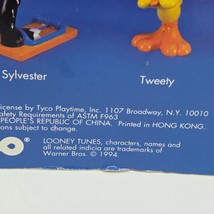 Sylvester Tweety
license by Tyco Playtime, Inc. 1107 Broadway, N.Y. 10010
Safety Requirements of ASTM F963
PEOPLE'S REPUBLIC OF CHINA. Printed in HONG KONG.
ions subject to change.
O LOONEY TUNES, characters, names and
all related indicia are trademarks of
Warner Bros. © 1994.